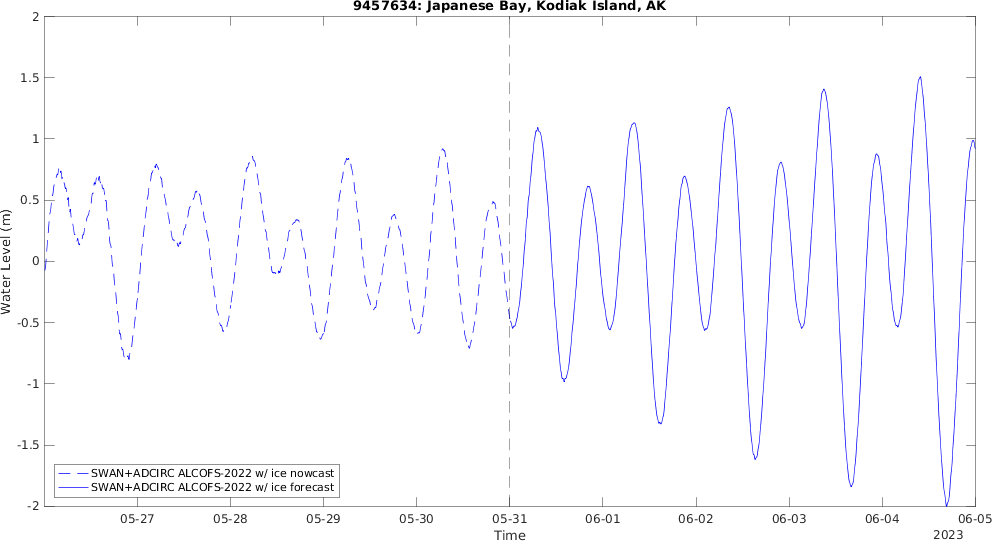 9457634: Japanese Bay, Kodiak Island, AK
2
1.5
1
0.5
0
-0.5
-1
-1.5
-2
Water Level (m)
SWAN+ADCIRC ALCOFS-2022 w/ ice nowcast
SWAN+ADCIRC ALCOFS-2022 w/ ice forecast
05-27 05-28 05-29 05-30 05-31 06-01 06-02 06-03 06-04 06-05
Time
2023